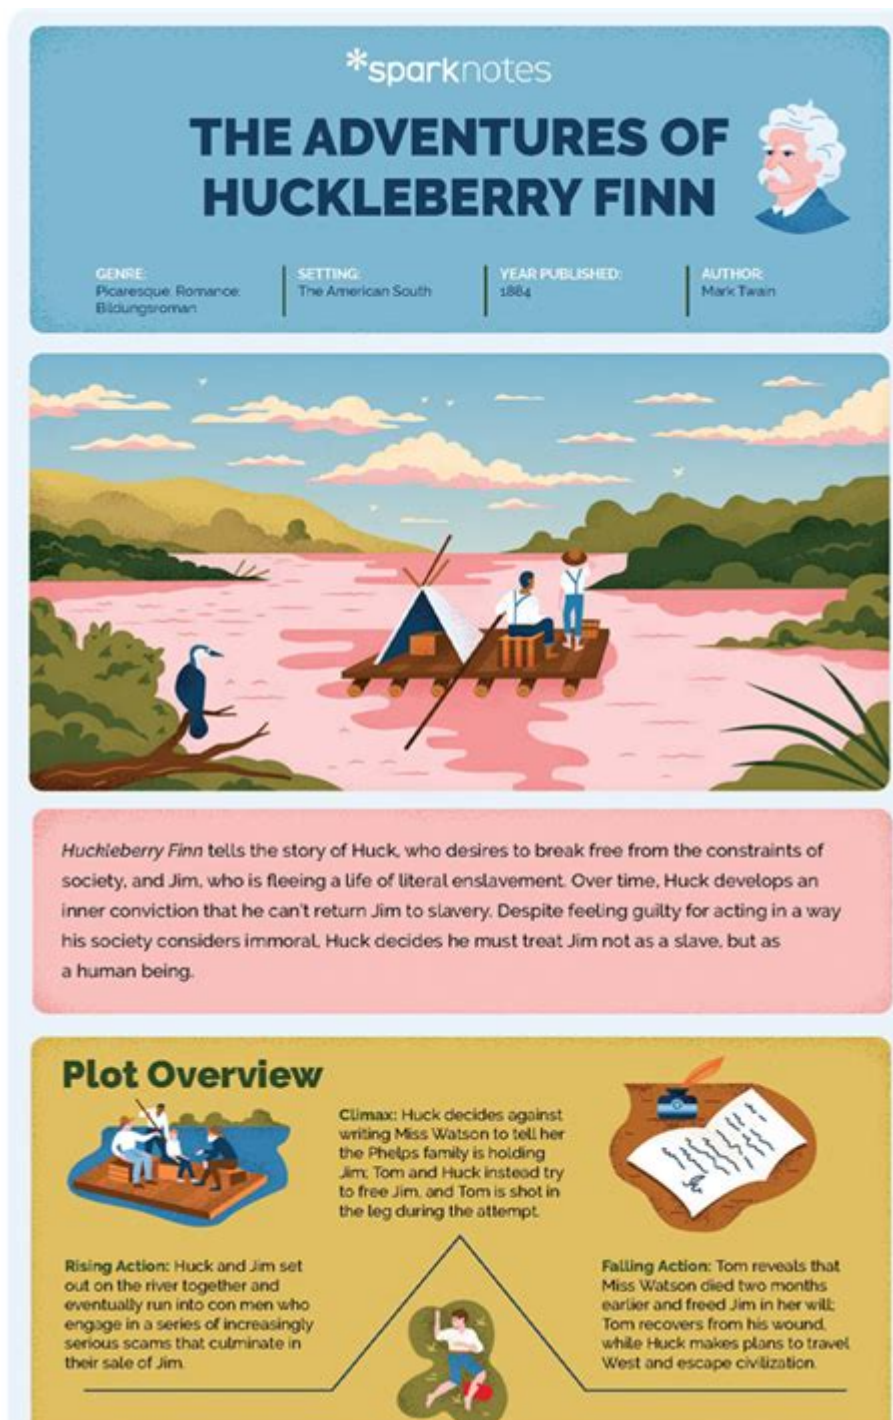 *sparknotes
THE ADVENTURES OF
HUCKLEBERRY FINN
GENRE:
Picaresque; Romance;
Bildungsroman
SETTING:
The American South
YEAR PUBLISHED:
1884
AUTHOR:
Mark Twain
Huckleberry Finn tells the story of Huck, who desires to break free from the constraints of
society, and Jim, who is fleeing a life of literal enslavement. Over time, Huck develops an
inner conviction that he can't return Jim to slavery. Despite feeling guilty for acting in a way
his society considers immoral, Huck decides he must treat Jim not as a slave, but as
a human being.
Plot Overview
Climax: Huck decides against
writing Miss Watson to tell her
the Phelps family is holding
Jim; Tom and Huck instead try
to free Jim, and Tom is shot in
the leg during the attempt.
Rising Action: Huck and Jim set
out on the river together and
eventually run into con men who
engage in a series of increasingly
serious scams that culminate in
their sale of Jim.
Falling Action: Tom reveals that
Miss Watson died two months
earlier and freed Jim in her will;
Tom recovers from his wound,
while Huck makes plans to travel
West and escape civilization.